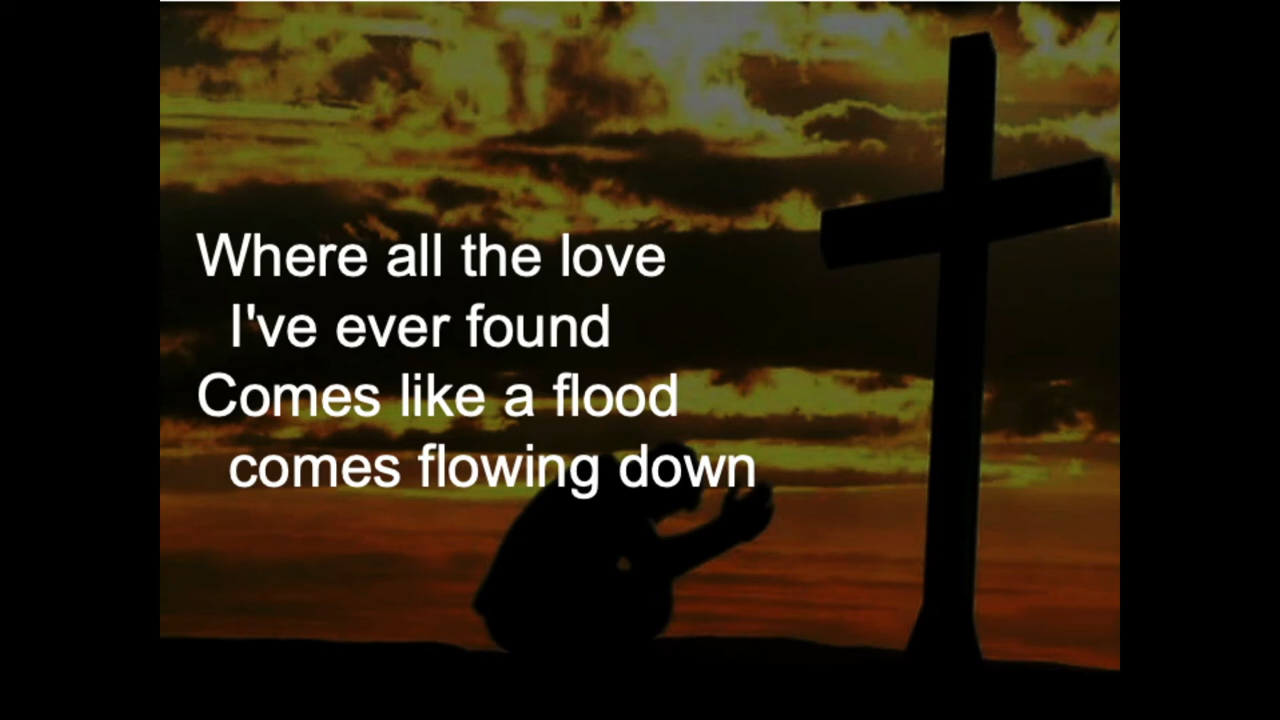 Where all the love
I've ever found
Comes like a flood
comes flowing down